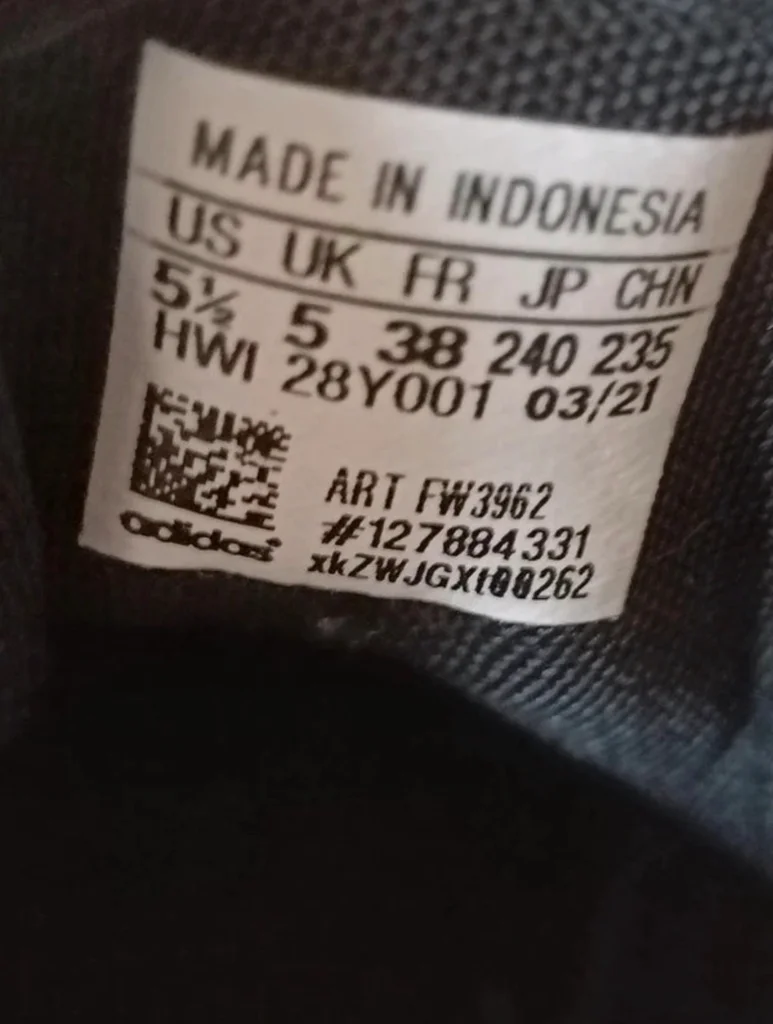 MADE IN INDONESIA
US UK FR JP CHN
5½ 5 38 240 235
HWI 28Y001 03/21
ART FW3962
#127884331
adidas
xkZWJGXt00262